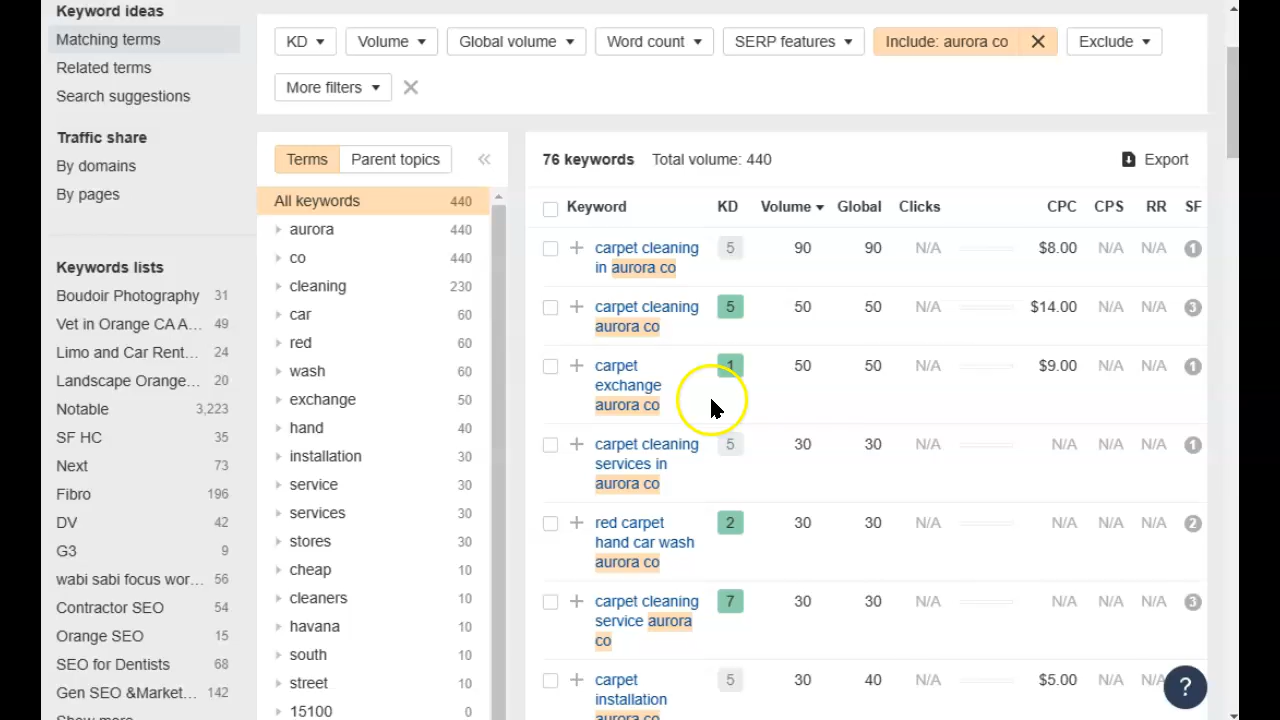 Keyword ideas
Matching terms
Related terms
Search suggestions
Traffic share
By domains
By pages
Keywords lists
Boudoir Photography 31
Vet in Orange CA A... 49
Limo and Car Rent... 24
Landscape Orange... 20
Notable 3,223
SF HC 35
Next 73
Fibro 196
DV 42
G3 9
wabi sabi focus wor... 56
Contractor SEO 54
Orange SEO 15
SEO for Dentists 68
Gen SEO &Market... 142
Show more
KD Volume Global volume Word count SERP features Include: aurora co Exclude
More filters
Terms Parent topics
All keywords 440
aurora 440
co 440
cleaning 230
car 60
red 60
wash 60
exchange 50
hand 40
installation 30
service 30
services 30
stores 30
cheap 10
cleaners 10
havana 10
south 10
street 10
15100 0
76 keywords Total volume: 440 Export
Keyword KD Volume Global Clicks CPC CPS RR SF
carpet cleaning 5 90 90 N/A $8.00 N/A N/A 1
in aurora co
carpet cleaning 5 50 50 N/A $14.00 N/A N/A 3
aurora co
carpet 1 50 50 N/A $9.00 N/A N/A 1
exchange
aurora co
carpet cleaning 5 30 30 N/A N/A N/A N/A 1
services in
aurora co
red carpet 2 30 30 N/A N/A N/A N/A 2
hand car wash
aurora co
carpet cleaning 7 30 30 N/A N/A N/A N/A 3
service aurora
co
carpet 5 30 40 N/A $5.00 N/A N/A
installation
aurora co
?